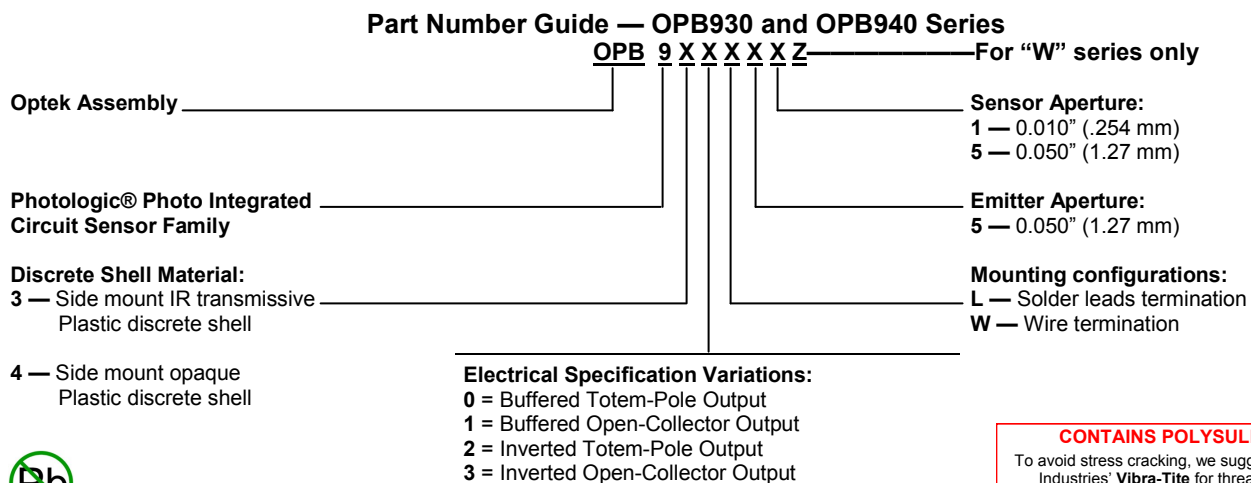 Part Number Guide — OPB930 and OPB940 Series
OPB 9 X X X X X Z For “W” series only
Optek Assembly
Photologic® Photo Integrated
Circuit Sensor Family
Discrete Shell Material:
3 — Side mount IR transmissive
Plastic discrete shell
4 — Side mount opaque
Plastic discrete shell
Electrical Specification Variations:
0 = Buffered Totem-Pole Output
1 = Buffered Open-Collector Output
2 = Inverted Totem-Pole Output
3 = Inverted Open-Collector Output
Sensor Aperture:
1 — 0.010” (.254 mm)
5 — 0.050” (1.27 mm)
Emitter Aperture:
5 — 0.050” (1.27 mm)
Mounting configurations:
L — Solder leads termination
W — Wire termination
Pb
CONTAINS
To avoid stress cracking, we
Industries’ Vibra-Tite for